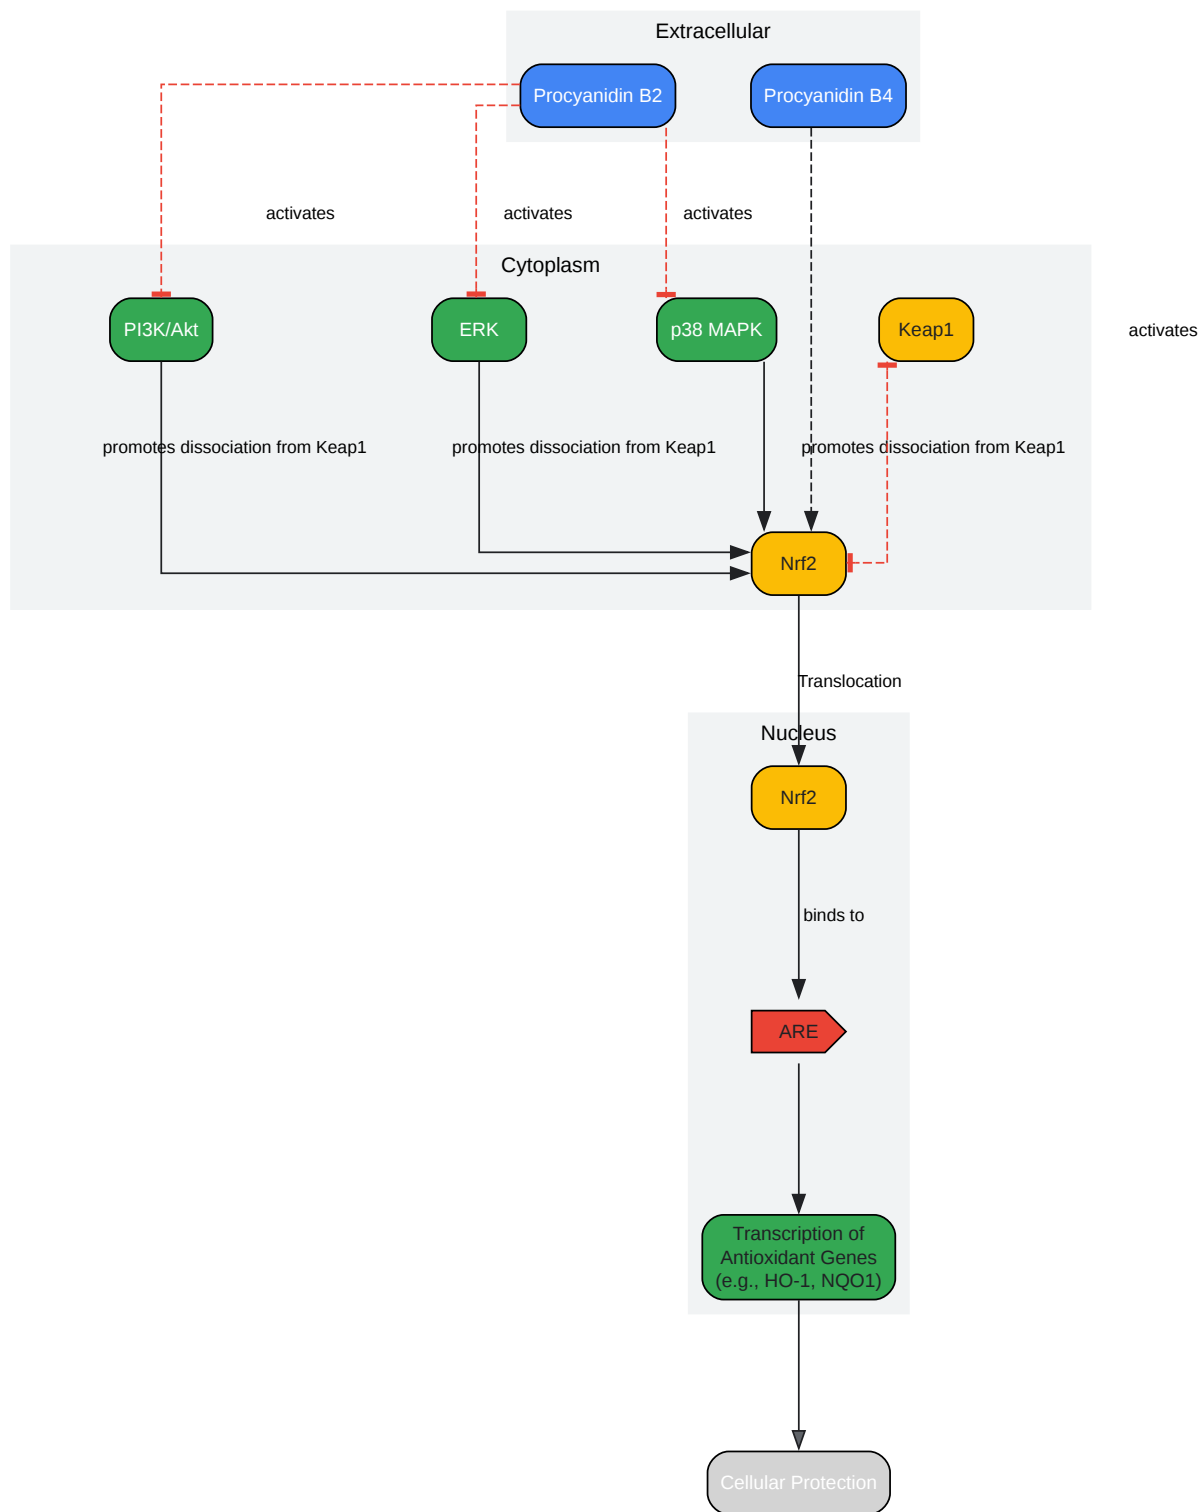 Extracellular
Procyanidin B2
Procyanidin B4
activates
activates
activates
Cytoplasm
PI3K/Akt
ERK
p38 MAPK
Keap1
activates
promotes dissociation from Keap1
promotes dissociation from Keap1
promotes dissociation from Keap1
Nrf2
Translocation
Nucleus
Nrf2
binds to
ARE
Transcription of
Antioxidant Genes
(e.g., HO-1, NQO1)
Cellular Protection